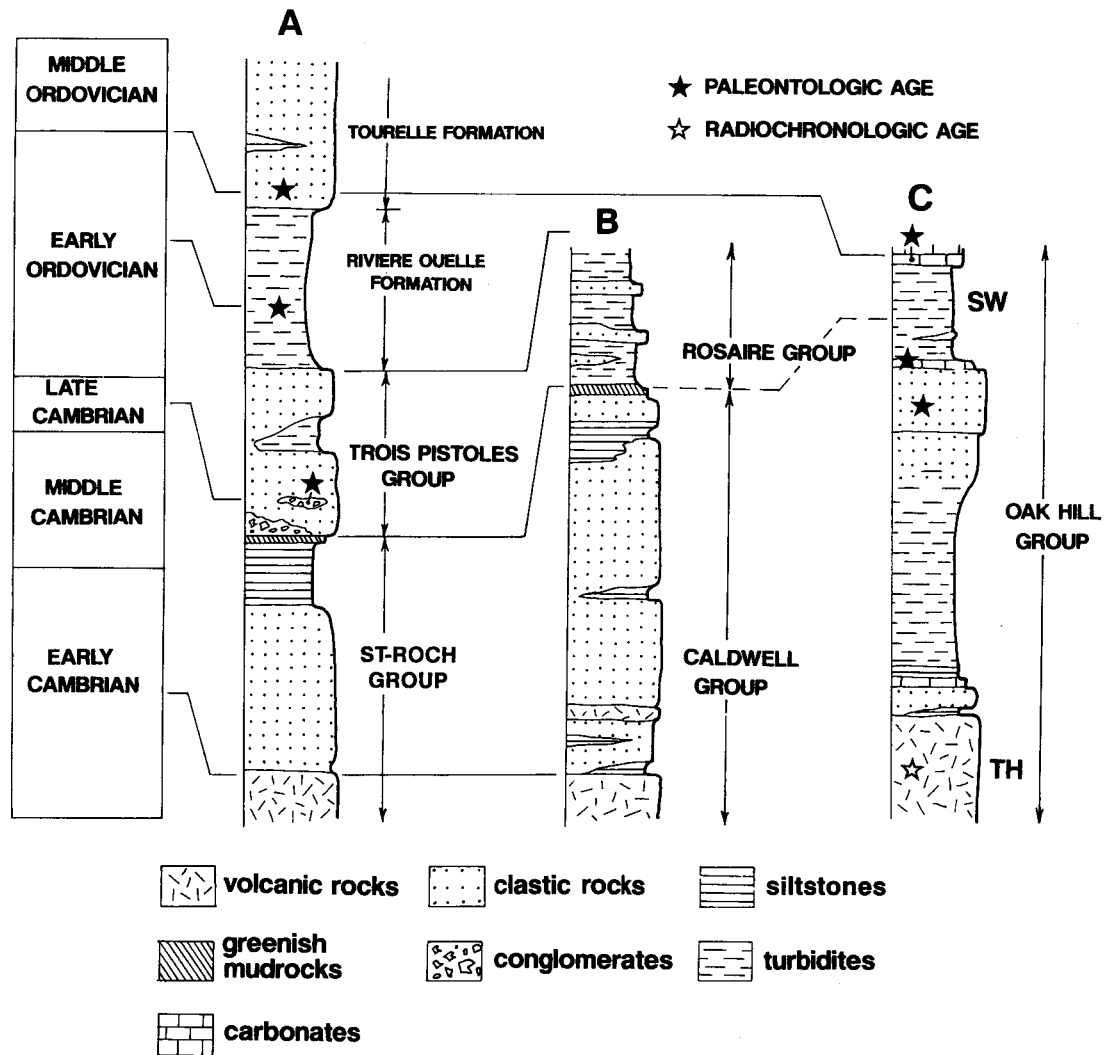 A
MIDDLE
ORDOVICIAN
★ PALEONTOLOGIC AGE
☆ RADIOCHRONOLOGIC AGE
TOURELLE FORMATION
B
C
EARLY
ORDOVICIAN
RIVIERE OUELLE
FORMATION
SW
ROSAIRE GROUP
LATE
CAMBRIAN
TROIS PISTOLES
GROUP
MIDDLE
CAMBRIAN
OAK HILL
GROUP
EARLY
CAMBRIAN
ST-ROCH
GROUP
CALDWELL
GROUP
TH
volcanic rocks
clastic rocks
siltstones
greenish
mudrocks
conglomerates
turbidites
carbonates